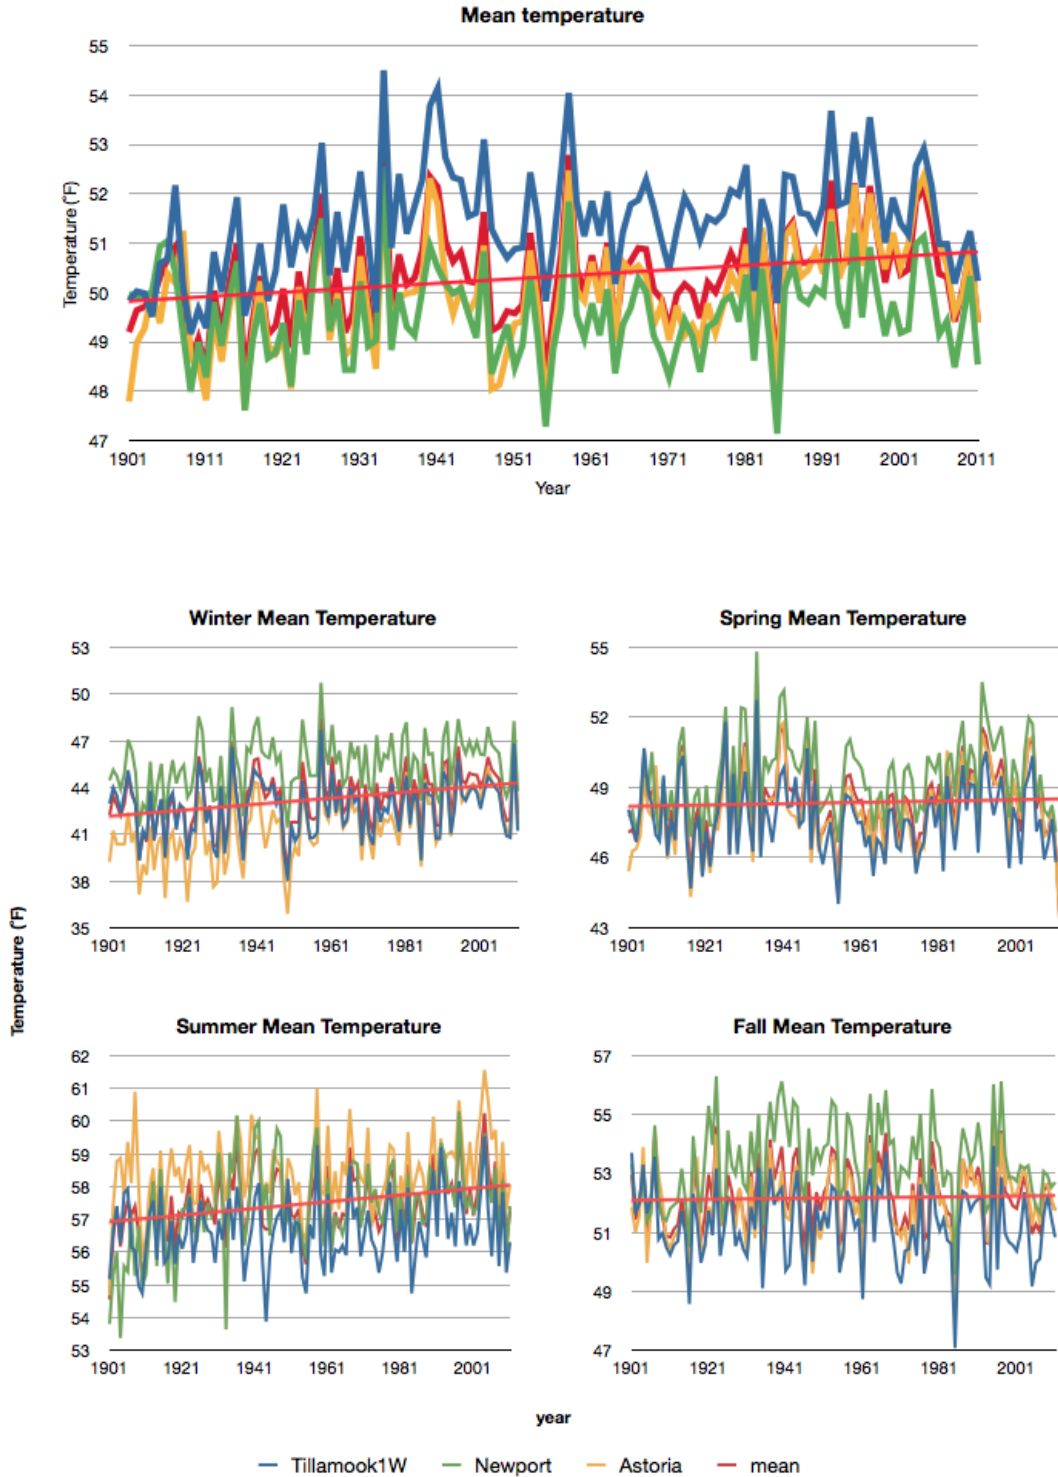 Mean temperature
55
54
53
52
51
50
49
48
47
Temperature (°F)
1901 1911 1921 1931 1941 1951 1961 1971 1981 1991 2001 2011
Year
Winter Mean Temperature
53
50
47
44
41
38
35
1901 1921 1941 1961 1981 2001
Spring Mean Temperature
55
52
49
46
43
1901 1921 1941 1961 1981 2001
Temperature (°F)
Summer Mean Temperature
62
61
60
59
58
57
56
55
54
53
1901 1921 1941 1961 1981 2001
Fall Mean Temperature
57
55
53
51
49
47
1901 1921 1941 1961 1981 2001
year
Tillamook1W Newport Astoria mean